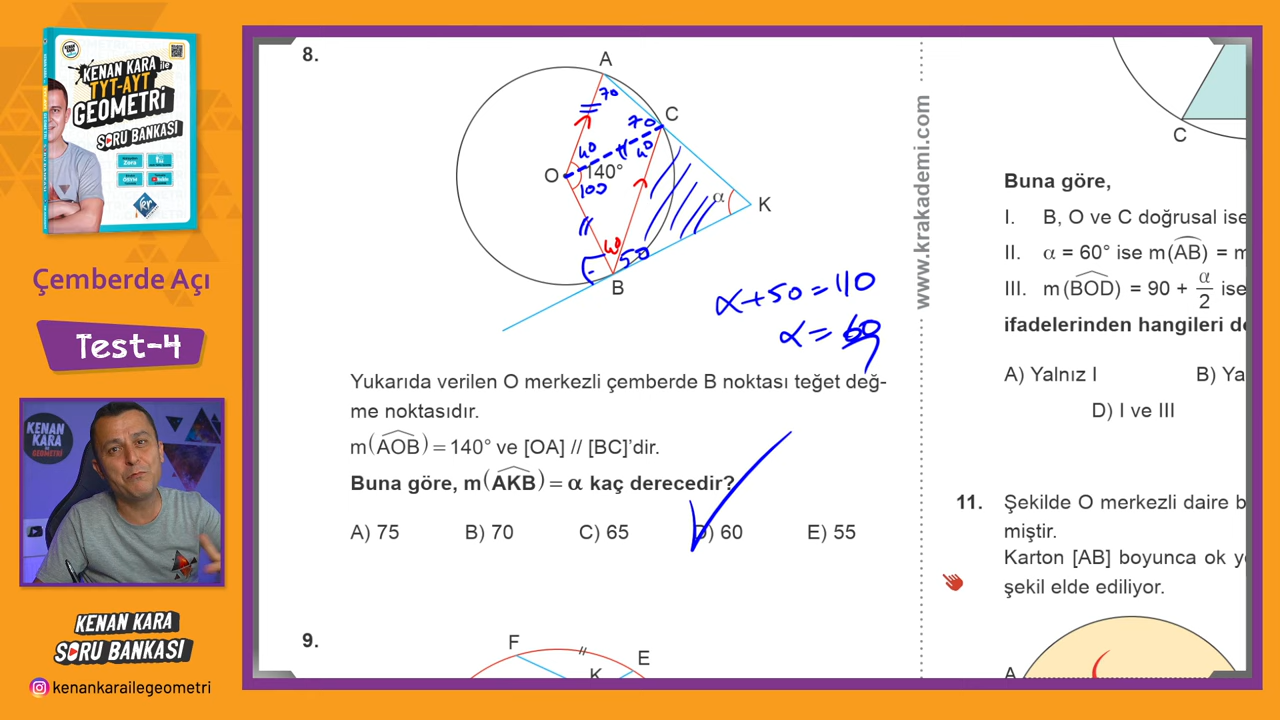 KENAN KARA ile
TYT-AYT
GEOMETRİ
SORU BANKASI
Çemberde Açı
Test-4
KENAN
KARA
GEOMETRİ
KENAN KARA
SORU BANKASI
kenankarailegeometri
8.
A
70
C
70
40
40
O
140°
100
α
K
40
50
B
α+50=110
α=60
Yukarıda verilen O merkezli çemberde B noktası teğet değ-
me noktasıdır.
m(AOB) = 140° ve [OA] // [BC]'dir.
Buna göre, m(AKB) = α kaç derecedir?
A) 75 B) 70 C) 65 D) 60 E) 55
9.
F
E
K
www.krakademi.com
C
Buna göre,
I. B, O ve C doğrusal ise
II. α = 60° ise m(AB) = m
III. m(BOD) = 90 + α/2 ise
ifadelerinden hangileri de
A) Yalnız I B) Ya
D) I ve III
11. Şekilde O merkezli daire b
miştir.
Karton [AB] boyunca ok y
şekil elde ediliyor.
A